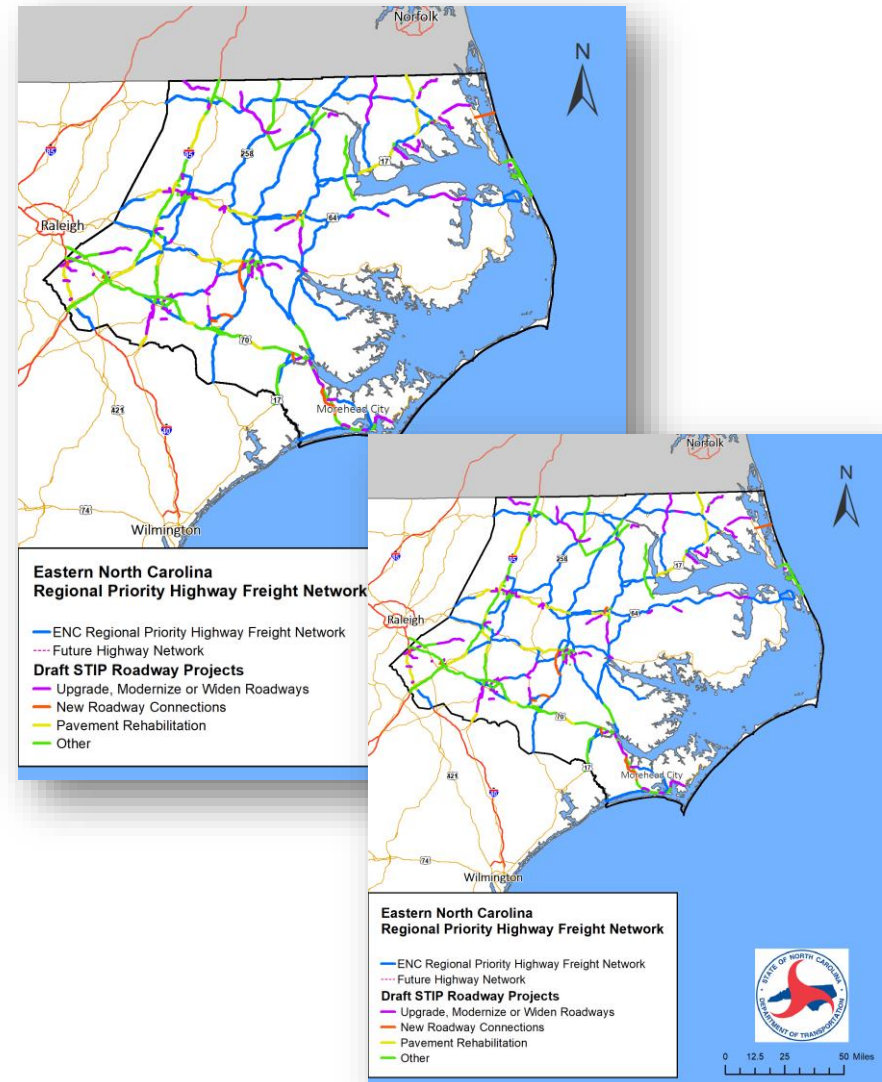 Norfolk
N
85
95
258
17
Raleigh
64
70
17
421
40
Morehead City
74
Wilmington
Eastern North Carolina
Regional Priority Highway Freight Network
ENC Regional Priority Highway Freight Network
Future Highway Network
Draft STIP Roadway Projects
Upgrade, Modernize or Widen Roadways
New Roadway Connections
Pavement Rehabilitation
Other
Norfolk
N
85
95
258
17
Raleigh
64
70
17
421
40
Morehead City
74
Wilmington
Eastern North Carolina
Regional Priority Highway Freight Network
ENC Regional Priority Highway Freight Network
Future Highway Network
Draft STIP Roadway Projects
Upgrade, Modernize or Widen Roadways
New Roadway Connections
Pavement Rehabilitation
Other
STATE OF NORTH CAROLINA
DEPARTMENT OF TRANSPORTATION
0 12.5 25 50 Miles